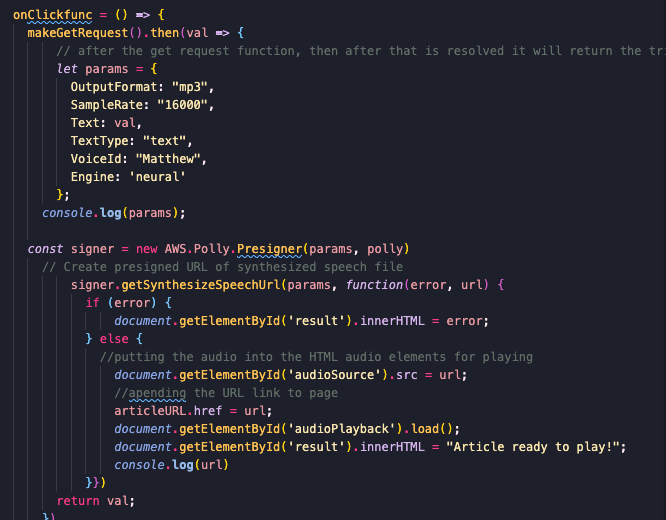 onClickfunc = () => {
makeGetRequest().then(val => {
// after the get request function, then after that is resolved it will return the tri
let params = {
OutputFormat: "mp3",
SampleRate: "16000",
Text: val,
TextType: "text",
VoiceId: "Matthew",
Engine: 'neural'
};
console.log(params);
const signer = new AWS.Polly.Presigner(params, polly)
// Create presigned URL of synthesized speech file
signer.getSynthesizeSpeechUrl(params, function(error, url) {
if (error) {
document.getElementById('result').innerHTML = error;
} else {
//putting the audio into the HTML audio elements for playing
document.getElementById('audioSource').src = url;
//apending the URL link to page
articleURL.href = url;
document.getElementById('audioPlayback').load();
document.getElementById('result').innerHTML = "Article ready to play!";
console.log(url)
}})
return val;
})